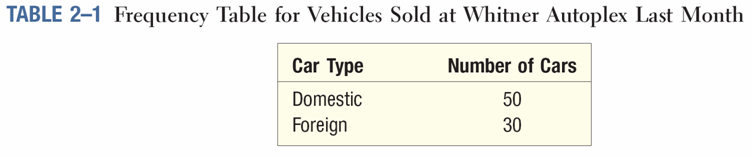 TABLE 2–1 Frequency Table for Vehicles Sold at Whitner Autoplex Last Month
Car Type Number of Cars
Domestic 50
Foreign 30